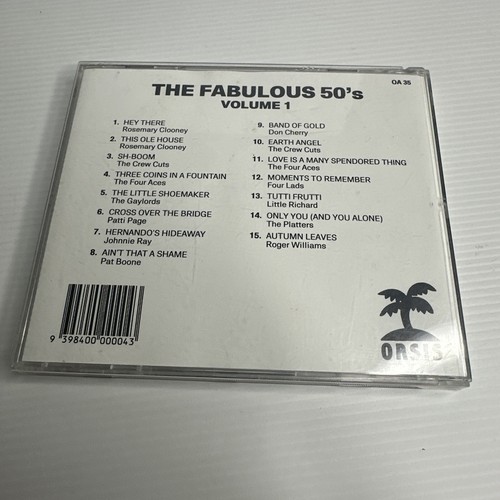 OA 35
THE FABULOUS 50's
VOLUME 1
1. HEY THERE
Rosemary Clooney
2. THIS OLE HOUSE
Rosemary Clooney
3. SH-BOOM
The Crew Cuts
4. THREE COINS IN A FOUNTAIN
The Four Aces
5. THE LITTLE SHOEMAKER
The Gaylords
6. CROSS OVER THE BRIDGE
Patti Page
7. HERNANDO'S HIDEAWAY
Johnnie Ray
8. AIN'T THAT A SHAME
Pat Boone
9. BAND OF GOLD
Don Cherry
10. EARTH ANGEL
The Crew Cuts
11. LOVE IS A MANY SPENDORED THING
The Four Aces
12. MOMENTS TO REMEMBER
Four Lads
13. TUTTI FRUTTI
Little Richard
14. ONLY YOU (AND YOU ALONE)
The Platters
15. AUTUMN LEAVES
Roger Williams
9 398400 000043
OASIS